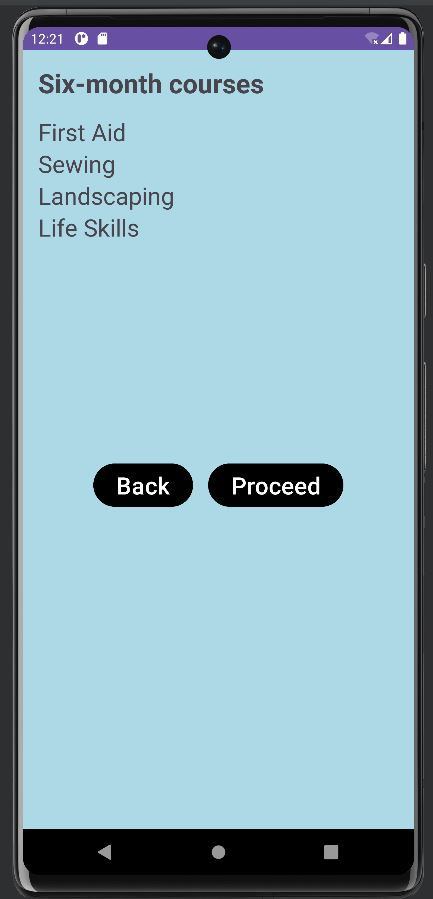 12:21
Six-month courses
First Aid
Sewing
Landscaping
Life Skills
Back Proceed